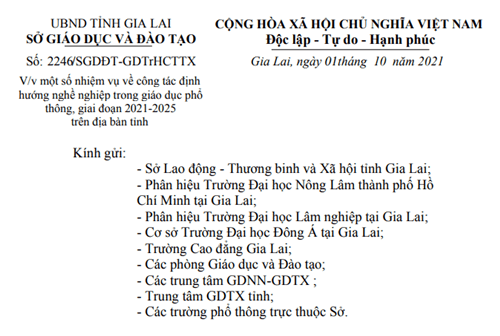 UBND TỈNH GIA LAI
SỞ GIÁO DỤC VÀ ĐÀO TẠO
CỘNG HÒA XÃ HỘI CHỦ NGHĨA VIỆT NAM
Độc lập - Tự do - Hạnh phúc
Số: 2246/SGDĐT-GDTrHCTTX
Gia Lai, ngày 01tháng 10 năm 2021
V/v một số nhiệm vụ về công tác định
hướng nghề nghiệp trong giáo dục phổ
thông, giai đoạn 2021-2025
trên địa bàn tỉnh
Kính gửi:
- Sở Lao động - Thương binh và Xã hội tỉnh Gia Lai;
- Phân hiệu Trường Đại học Nông Lâm thành phố Hồ
Chí Minh tại Gia Lai;
- Phân hiệu Trường Đại học Lâm nghiệp tại Gia Lai;
- Cơ sở Trường Đại học Đông Á tại Gia Lai;
- Trường Cao đẳng Gia Lai;
- Các phòng Giáo dục và Đào tạo;
- Các trung tâm GDNN-GDTX ;
- Trung tâm GDTX tỉnh;
- Các trường phổ thông trực thuộc Sở.